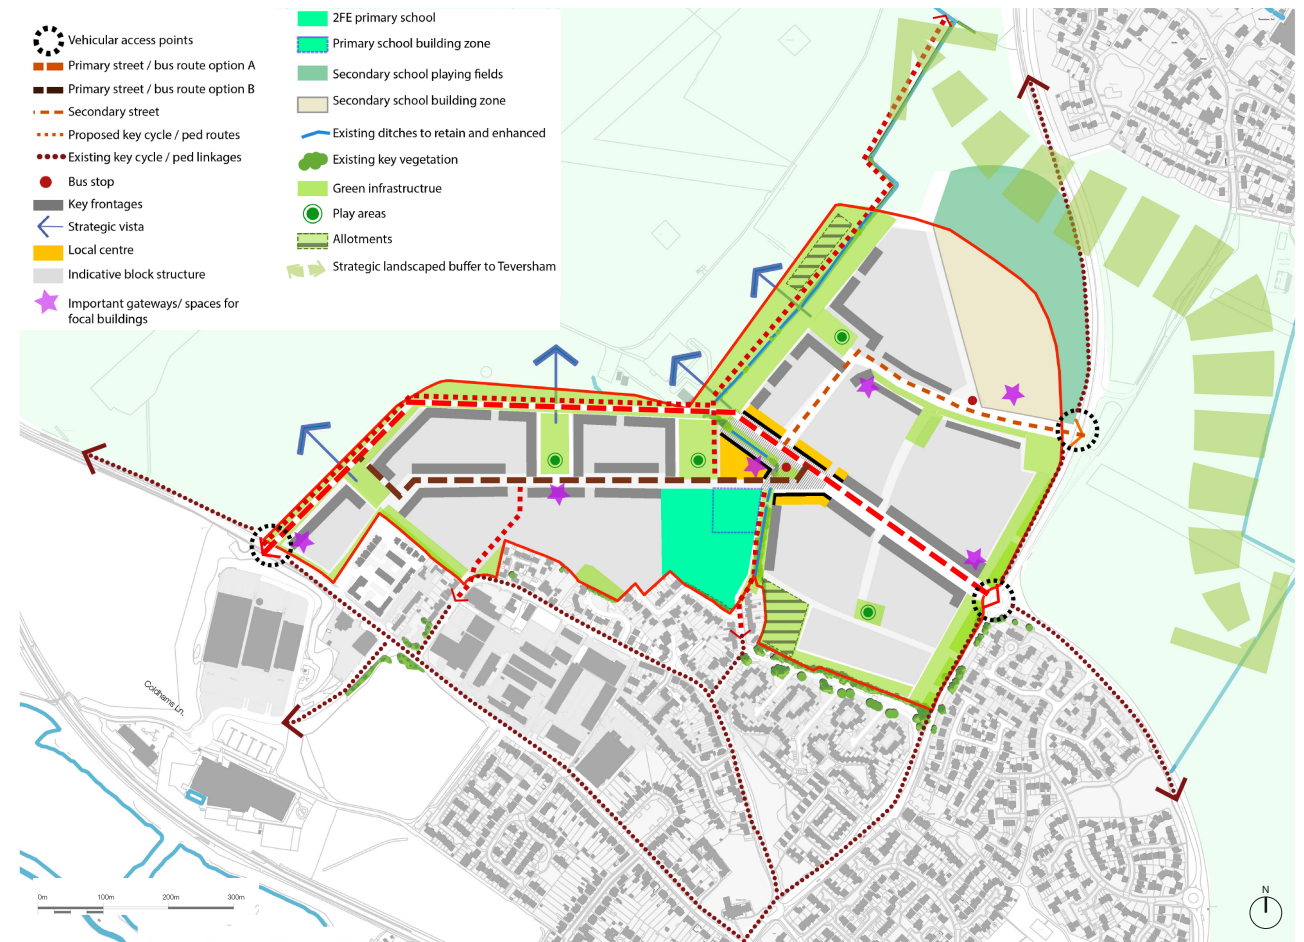 Vehicular access points
Primary street / bus route option A
Primary street / bus route option B
Secondary street
Proposed key cycle / ped routes
Existing key cycle / ped linkages
Bus stop
Key frontages
Strategic vista
Local centre
Indicative block structure
Important gateways/ spaces for
focal buildings
2FE primary school
Primary school building zone
Secondary school playing fields
Secondary school building zone
Existing ditches to retain and enhanced
Existing key vegetation
Green infrastructrue
Play areas
Allotments
Strategic landscaped buffer to Teversham
Coldhams Ln.
0m 100m 200m 300m
N